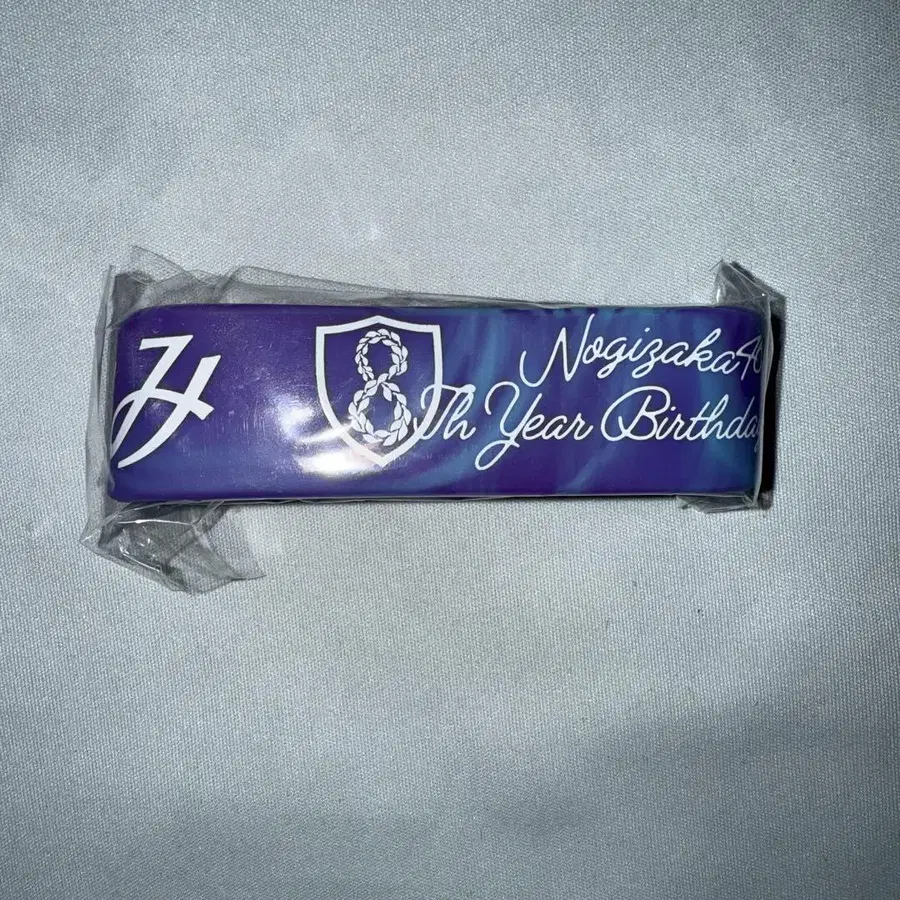 8
Nogizaka4
Th Year Birthda